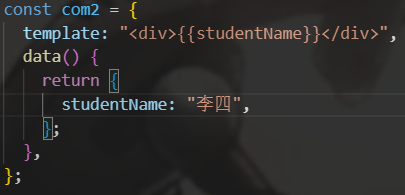 const com2 = {
  template: "<div>{{studentName}}</div>",
  data() {
    return {
      studentName: "李四",
    };
  },
};